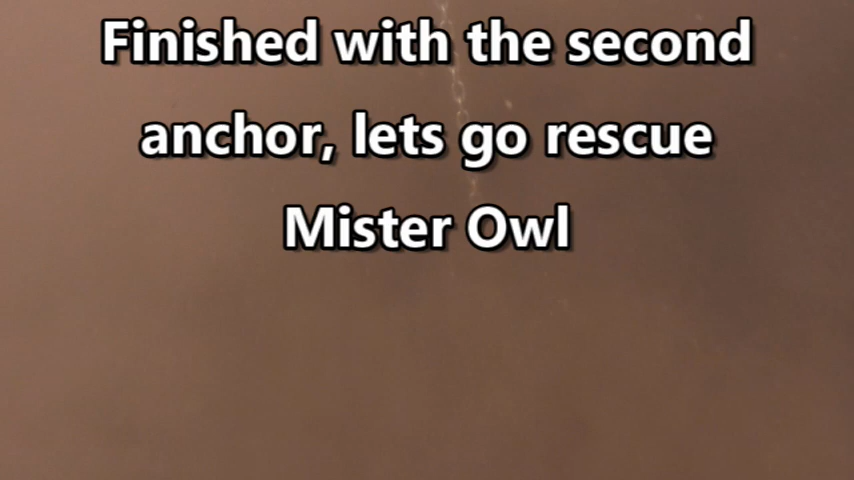 Finished with the second
anchor, lets go rescue
Mister Owl